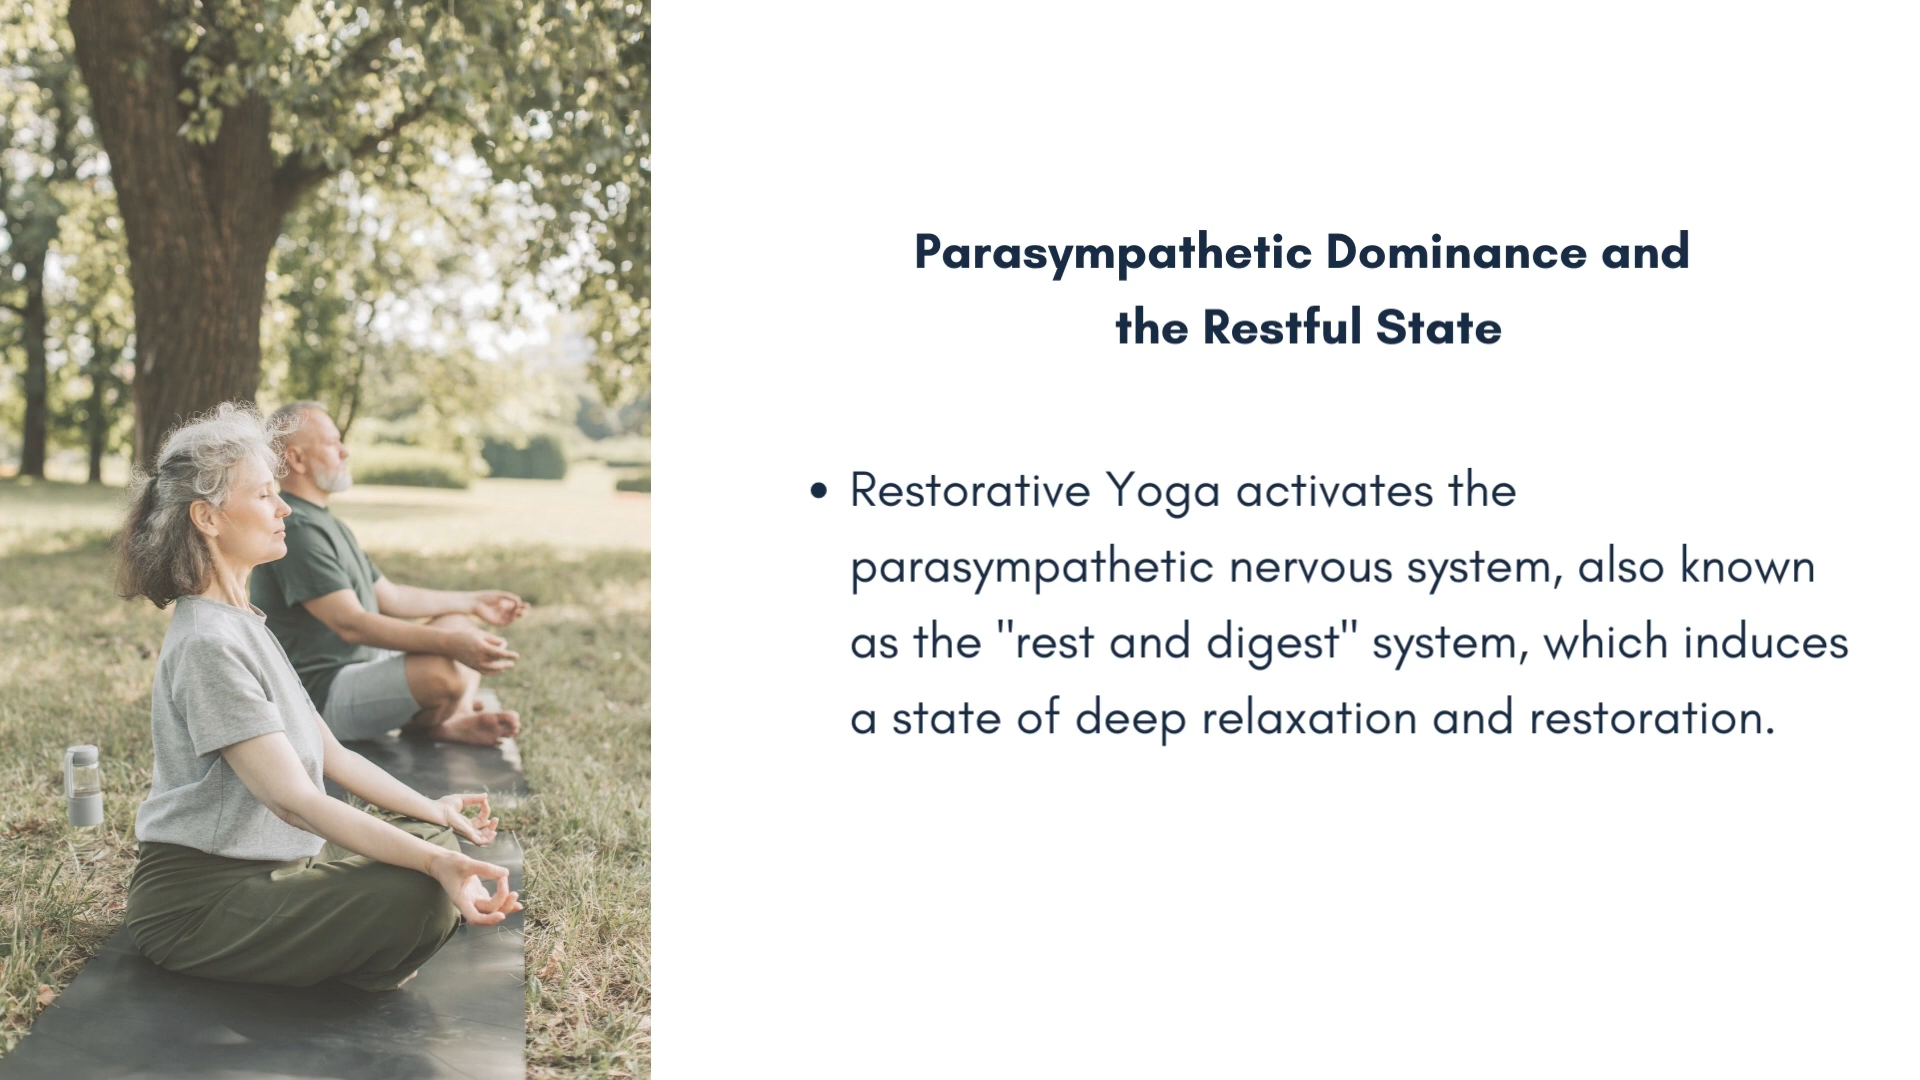 Parasympathetic Dominance and
the Restful State
• Restorative Yoga activates the
parasympathetic nervous system, also known
as the "rest and digest" system, which induces
a state of deep relaxation and restoration.